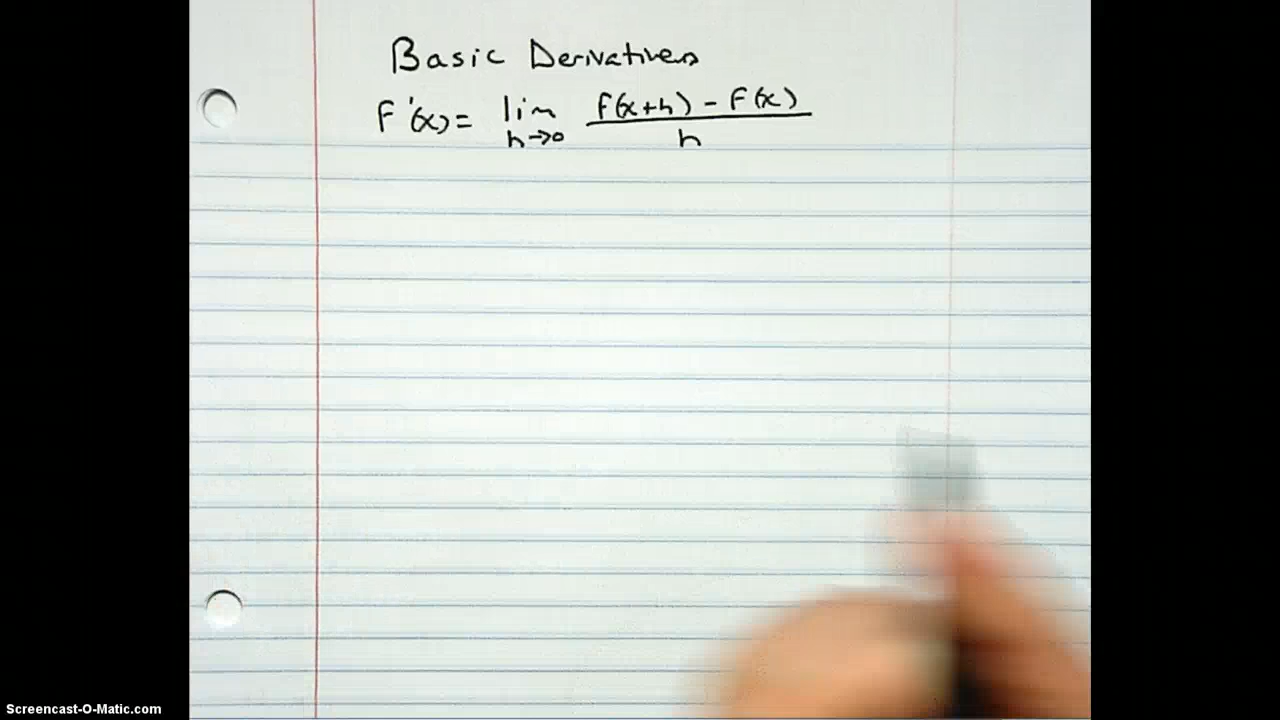 Basic Derivatives
F'(x) = lim h→0 f(x+h) - F(x) / h
Screencast-O-Matic.com